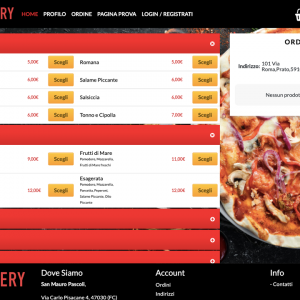 ERY
HOME PROFILO ORDINI PAGINA PROVA LOGIN / REGISTRATI
ORD
Indirizzo: 101 Via
Roma,Prato,591
Nessun prodot
5,00€ Scegli Romana 5,00€ Scegli
6,00€ Scegli Salame Piccante 6,00€ Scegli
6,00€ Scegli Salsiccia 6,00€ Scegli
6,00€ Scegli Tonno e Cipolla 7,00€ Scegli
9,00€ Scegli Frutti di Mare 11,00€ Scegli
Pomodoro, Mozzarella,
Frutti di Mare freschi
12,00€ Scegli Esagerata 12,00€ Scegli
Pomodoro, Mozzarella,
Pancetta, Peperoni,
Salame Piccante, Olio
Piccante
ERY
Dove Siamo
San Mauro Pascoli,
Via Carlo Pisacane 4, 47030 (FC)
Account
Ordini
Indirizzi
Info
- Contatti